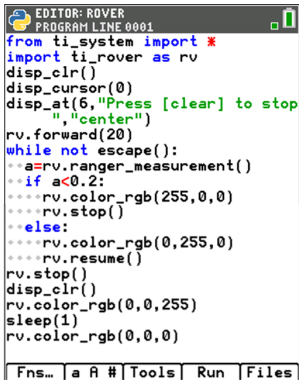 EDITOR: ROVER
PROGRAM LINE 0001
from ti_system import *
import ti_rover as rv
disp_clr()
disp_cursor(0)
disp_at(6,"Press [clear] to stop
","center")
rv.forward(20)
while not escape():
◆◆a=rv.ranger_measurement()
◆◆if a<0.2:
◆◆◆◆rv.color_rgb(255,0,0)
◆◆◆◆rv.stop()
◆◆else:
◆◆◆◆rv.color_rgb(0,255,0)
◆◆◆◆rv.resume()
rv.stop()
disp_clr()
rv.color_rgb(0,0,255)
sleep(1)
rv.color_rgb(0,0,0)
Fns… a A # Tools Run Files